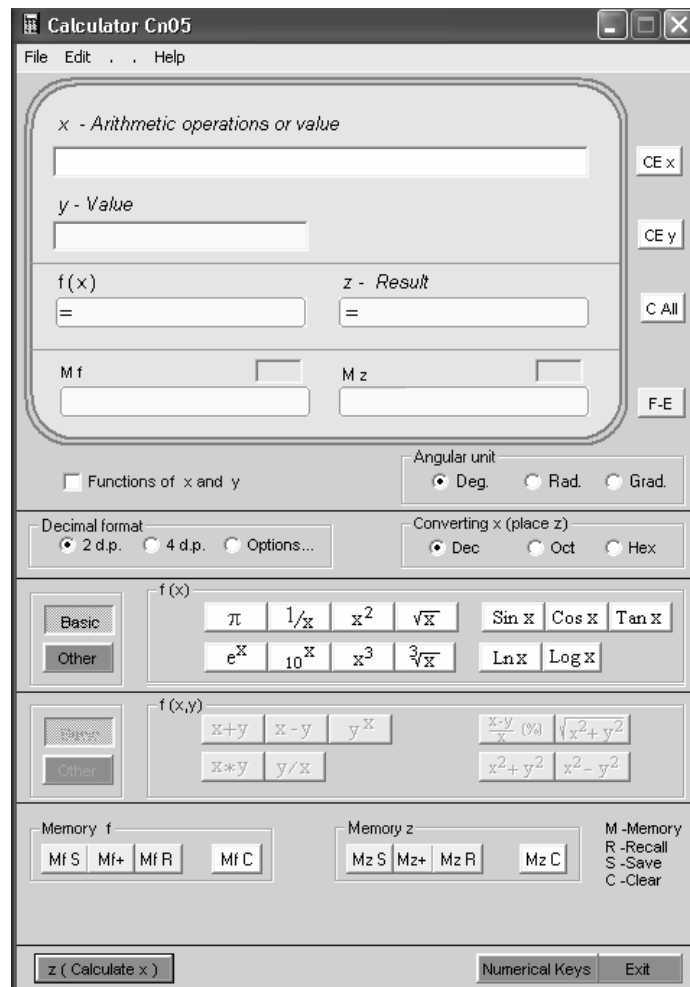 Calculator Cn05
File Edit . . Help
x - Arithmetic operations or value
CE x
y - Value
CE y
f(x)
z - Result
=
=
C All
M f
M z
F-E
Functions of x and y
Angular unit
Deg. Rad. Grad.
Decimal format
2 d.p. 4 d.p. Options...
Converting x (place z)
Dec Oct Hex
f (x)
Basic
π 1/x x² √x Sin x Cos x Tan x
Other
eˣ 10ˣ x³ ∛x Ln x Log x
f (x,y)
x+y x-y yˣ x-y/x (%) √x²+y²
Other
x*y y/x x²+y² x²-y²
Memory f
Mf S Mf+ Mf R Mf C
Memory z
Mz S Mz+ Mz R Mz C
M -Memory
R -Recall
S -Save
C -Clear
z ( Calculate x )
Numerical Keys Exit